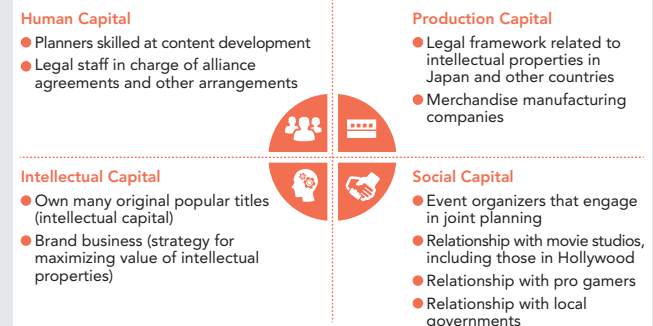 Human Capital
● Planners skilled at content development
● Legal staff in charge of alliance
agreements and other arrangements
Production Capital
● Legal framework related to
intellectual properties in
Japan and other countries
● Merchandise manufacturing
companies
Intellectual Capital
● Own many original popular titles
(intellectual capital)
● Brand business (strategy for
maximizing value of intellectual
properties)
Social Capital
● Event organizers that engage
in joint planning
● Relationship with movie studios,
including those in Hollywood
● Relationship with pro gamers
● Relationship with local
governments